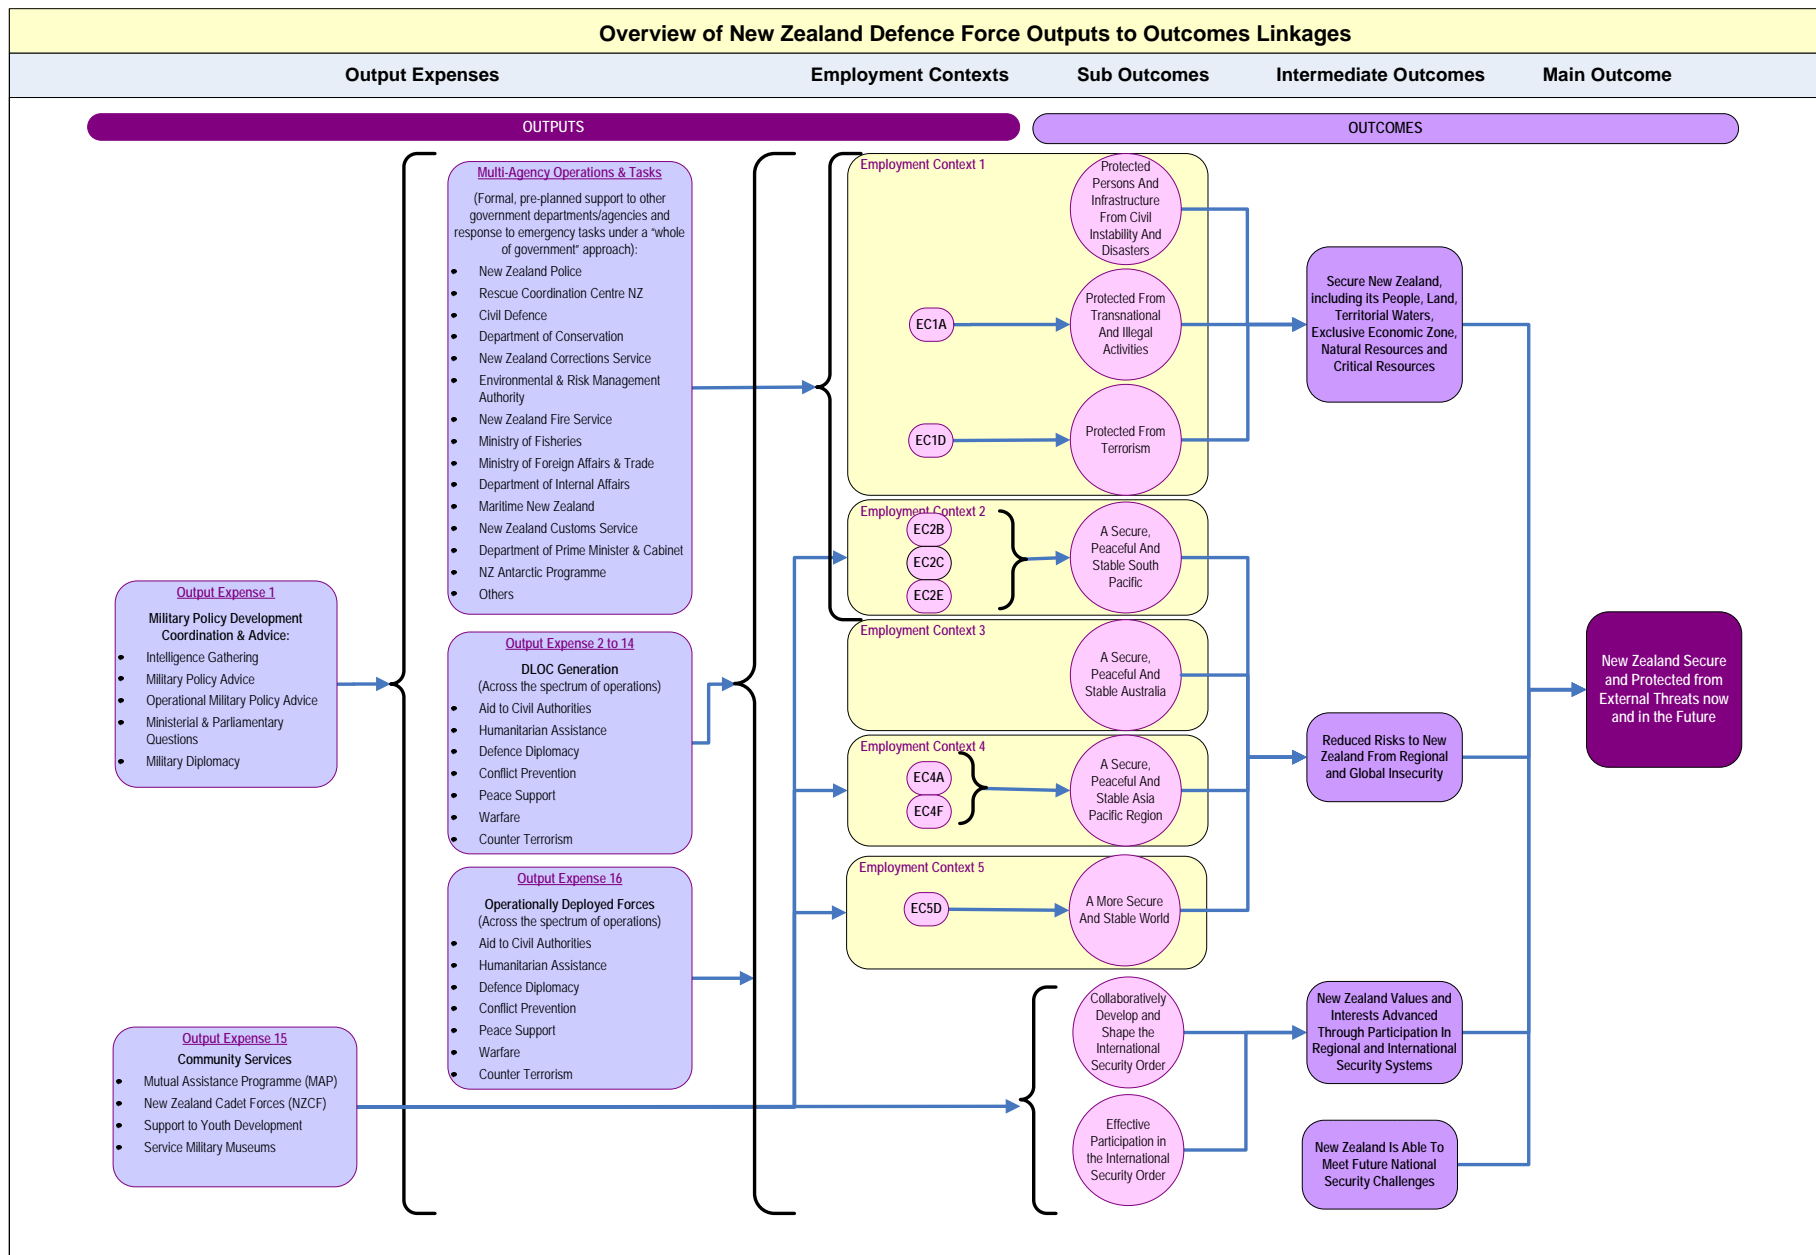 Overview of New Zealand Defence Force Outputs to Outcomes Linkages
Output Expenses
Employment Contexts
Sub Outcomes
Intermediate Outcomes
Main Outcome
OUTPUTS
OUTCOMES
Output Expense 1
Military Policy Development
Coordination & Advice:
• Intelligence Gathering
• Military Policy Advice
• Operational Military Policy Advice
• Ministerial & Parliamentary
Questions
• Military Diplomacy
Output Expense 15
Community Services
• Mutual Assistance Programme (MAP)
• New Zealand Cadet Forces (NZCF)
• Support to Youth Development
• Service Military Museums
Multi-Agency Operations & Tasks
(Formal, pre-planned support to other
government departments/agencies and
response to emergency tasks under a “whole
of government” approach):
• New Zealand Police
• Rescue Coordination Centre NZ
• Civil Defence
• Department of Conservation
• New Zealand Corrections Service
• Environmental & Risk Management
Authority
• New Zealand Fire Service
• Ministry of Fisheries
• Ministry of Foreign Affairs & Trade
• Department of Internal Affairs
• Maritime New Zealand
• New Zealand Customs Service
• Department of Prime Minister & Cabinet
• NZ Antarctic Programme
• Others
Output Expense 2 to 14
DLOC Generation
(Across the spectrum of operations)
• Aid to Civil Authorities
• Humanitarian Assistance
• Defence Diplomacy
• Conflict Prevention
• Peace Support
• Warfare
• Counter Terrorism
Output Expense 16
Operationally Deployed Forces
(Across the spectrum of operations)
• Aid to Civil Authorities
• Humanitarian Assistance
• Defence Diplomacy
• Conflict Prevention
• Peace Support
• Warfare
• Counter Terrorism
Employment Context 1
EC1A
EC1D
Protected
Persons And
Infrastructure
From Civil
Instability And
Disasters
Protected From
Transnational
And Illegal
Activities
Protected From
Terrorism
Employment Context 2
EC2B
EC2C
EC2E
A Secure,
Peaceful And
Stable South
Pacific
Employment Context 3
A Secure,
Peaceful And
Stable Australia
Employment Context 4
EC4A
EC4F
A Secure,
Peaceful And
Stable Asia
Pacific Region
Employment Context 5
EC5D
A More Secure
And Stable World
Collaboratively
Develop and
Shape the
International
Security Order
Effective
Participation in
the International
Security Order
Secure New Zealand,
including its People, Land,
Territorial Waters,
Exclusive Economic Zone,
Natural Resources and
Critical Resources
Reduced Risks to New
Zealand From Regional
and Global Insecurity
New Zealand Values and
Interests Advanced
Through Participation In
Regional and International
Security Systems
New Zealand Is Able To
Meet Future National
Security Challenges
New Zealand Secure
and Protected from
External Threats now
and in the Future